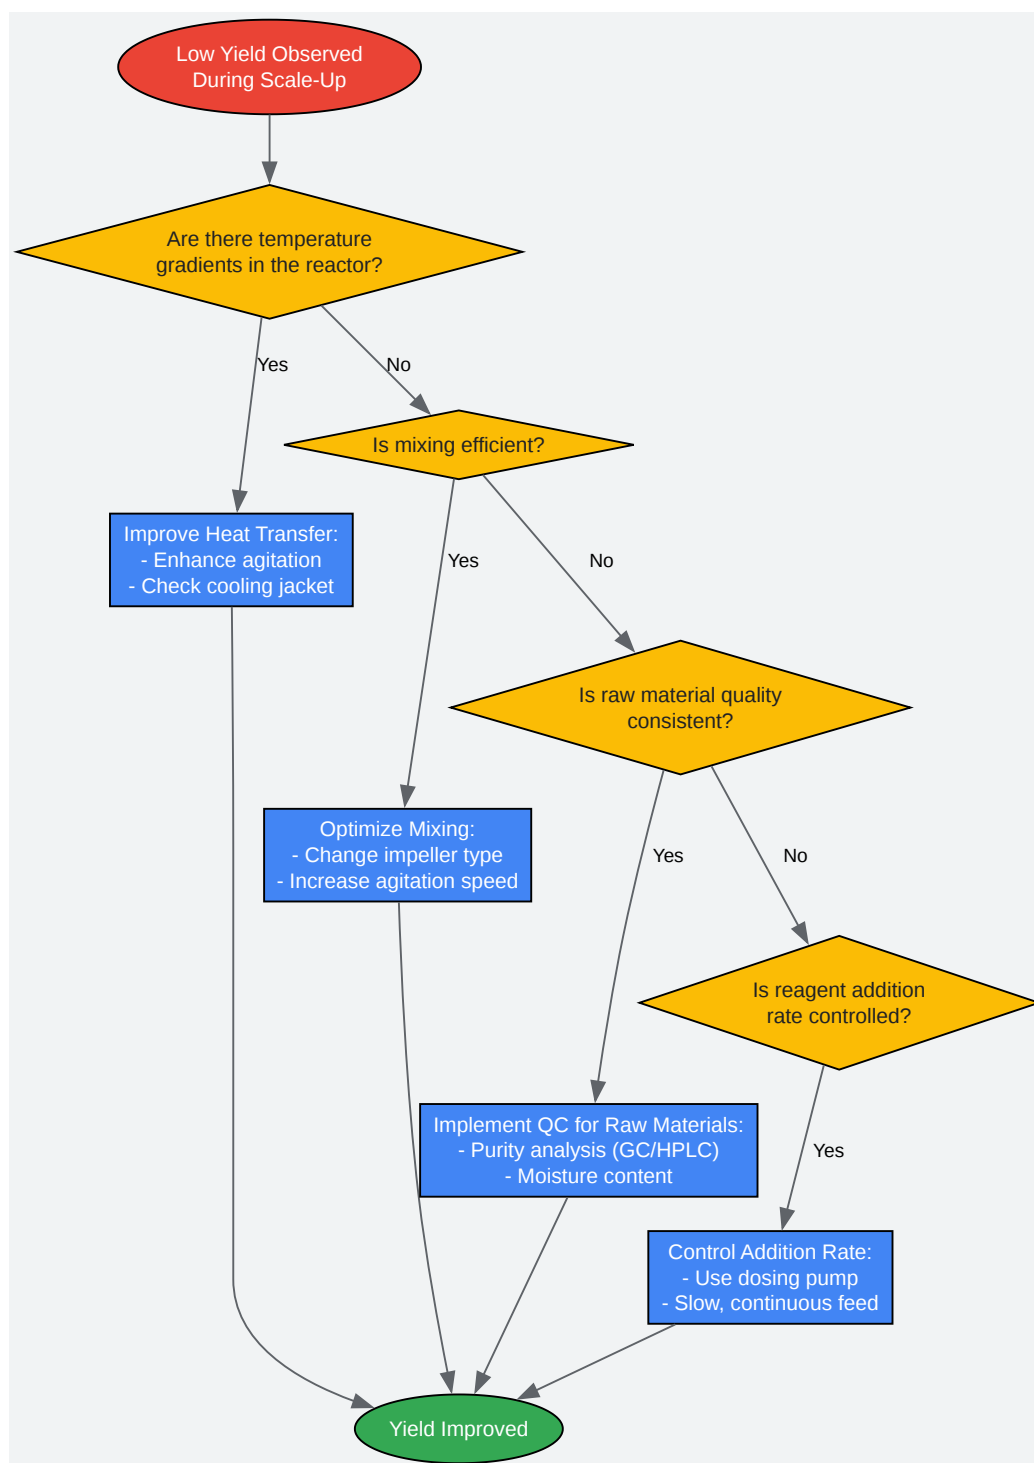 Low Yield Observed
During Scale-Up
Are there temperature
gradients in the reactor?
Yes
No
Is mixing efficient?
Improve Heat Transfer:
- Enhance agitation
- Check cooling jacket
Yes
No
Is raw material quality
consistent?
Optimize Mixing:
- Change impeller type
- Increase agitation speed
Yes
No
Is reagent addition
rate controlled?
Implement QC for Raw Materials:
- Purity analysis (GC/HPLC)
- Moisture content
Yes
Control Addition Rate:
- Use dosing pump
- Slow, continuous feed
Yield Improved